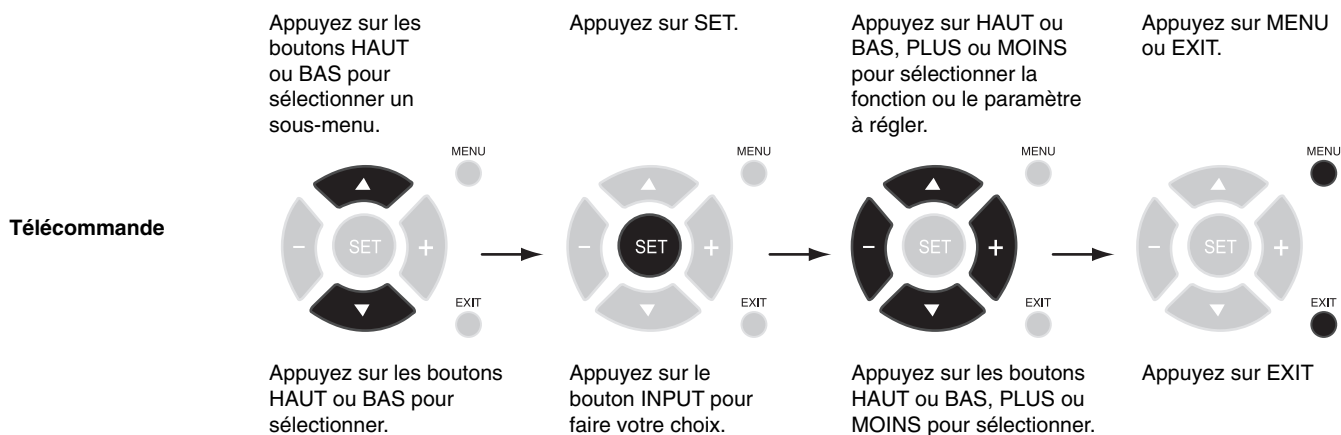 Appuyez sur les
boutons HAUT
ou BAS pour
sélectionner un
sous-menu.
Appuyez sur SET.
Appuyez sur HAUT ou
BAS, PLUS ou MOINS
pour sélectionner la
fonction ou le paramètre
à régler.
Appuyez sur MENU
ou EXIT.
Télécommande
MENU
–
SET
+
EXIT
MENU
–
SET
+
EXIT
MENU
–
SET
+
EXIT
MENU
–
SET
+
EXIT
Appuyez sur les boutons
HAUT ou BAS pour
sélectionner.
Appuyez sur le
bouton INPUT pour
faire votre choix.
Appuyez sur les boutons
HAUT ou BAS, PLUS ou
MOINS pour sélectionner.
Appuyez sur EXIT